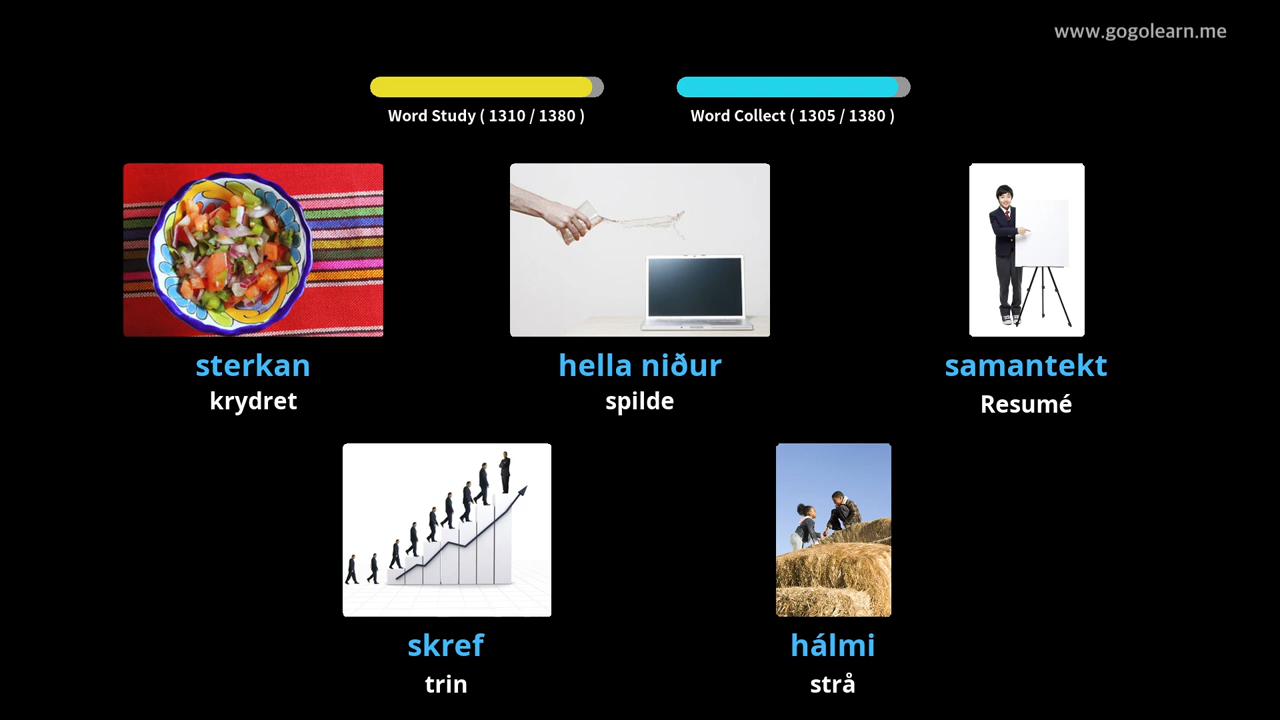 www.gogolearn.me
Word Study ( 1310 / 1380 )
Word Collect ( 1305 / 1380 )
sterkan
krydret
hella niður
spilde
samantekt
Resumé
skref
trin
hálmi
strå